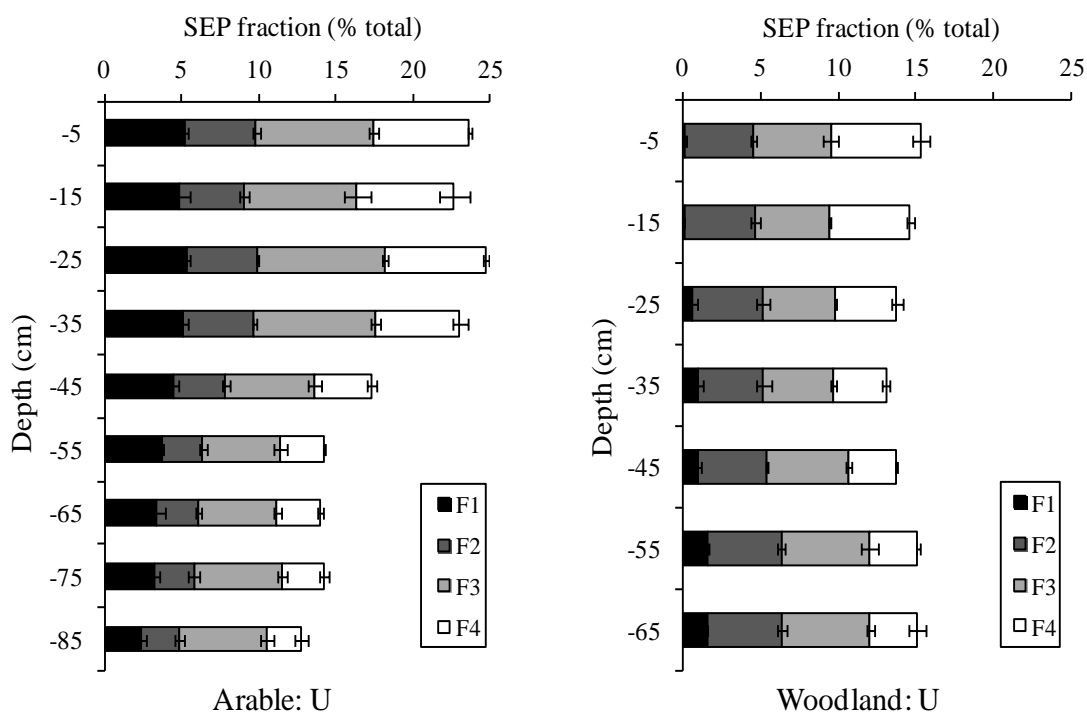 SEP fraction (% total)
0 5 10 15 20 25
Depth (cm)
-5
-15
-25
-35
-45
-55
-65
-75
-85
F1
F2
F3
F4
Arable: U
SEP fraction (% total)
0 5 10 15 20 25
Depth (cm)
-5
-15
-25
-35
-45
-55
-65
F1
F2
F3
F4
Woodland: U